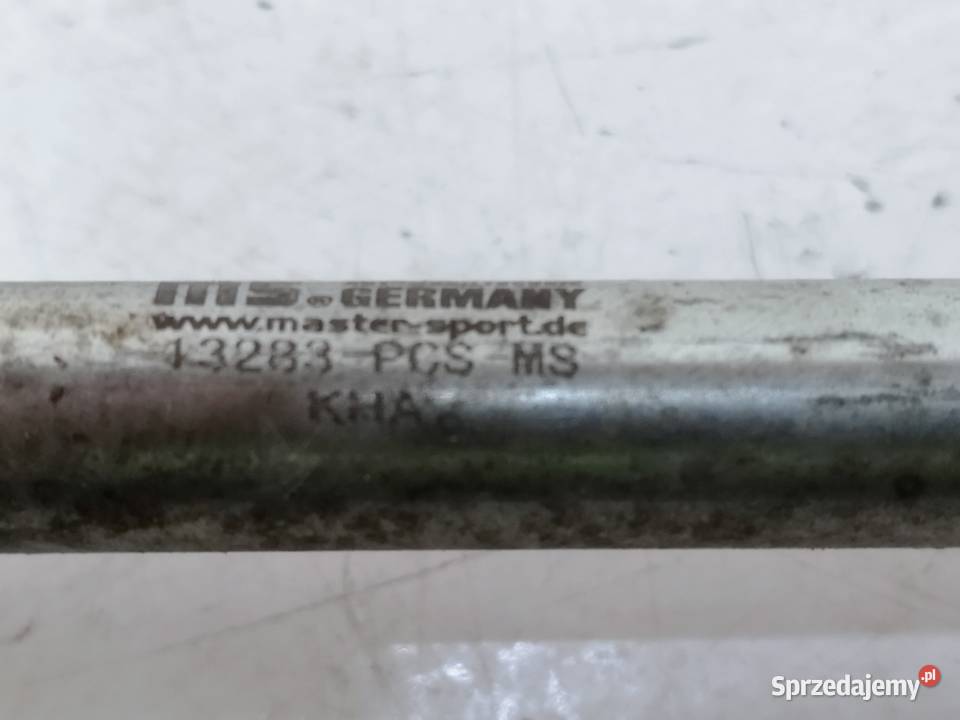 ms® GERMANY
www.master-sport.de
13283-PCS-MS
KHA
Sprzedajemy.pl